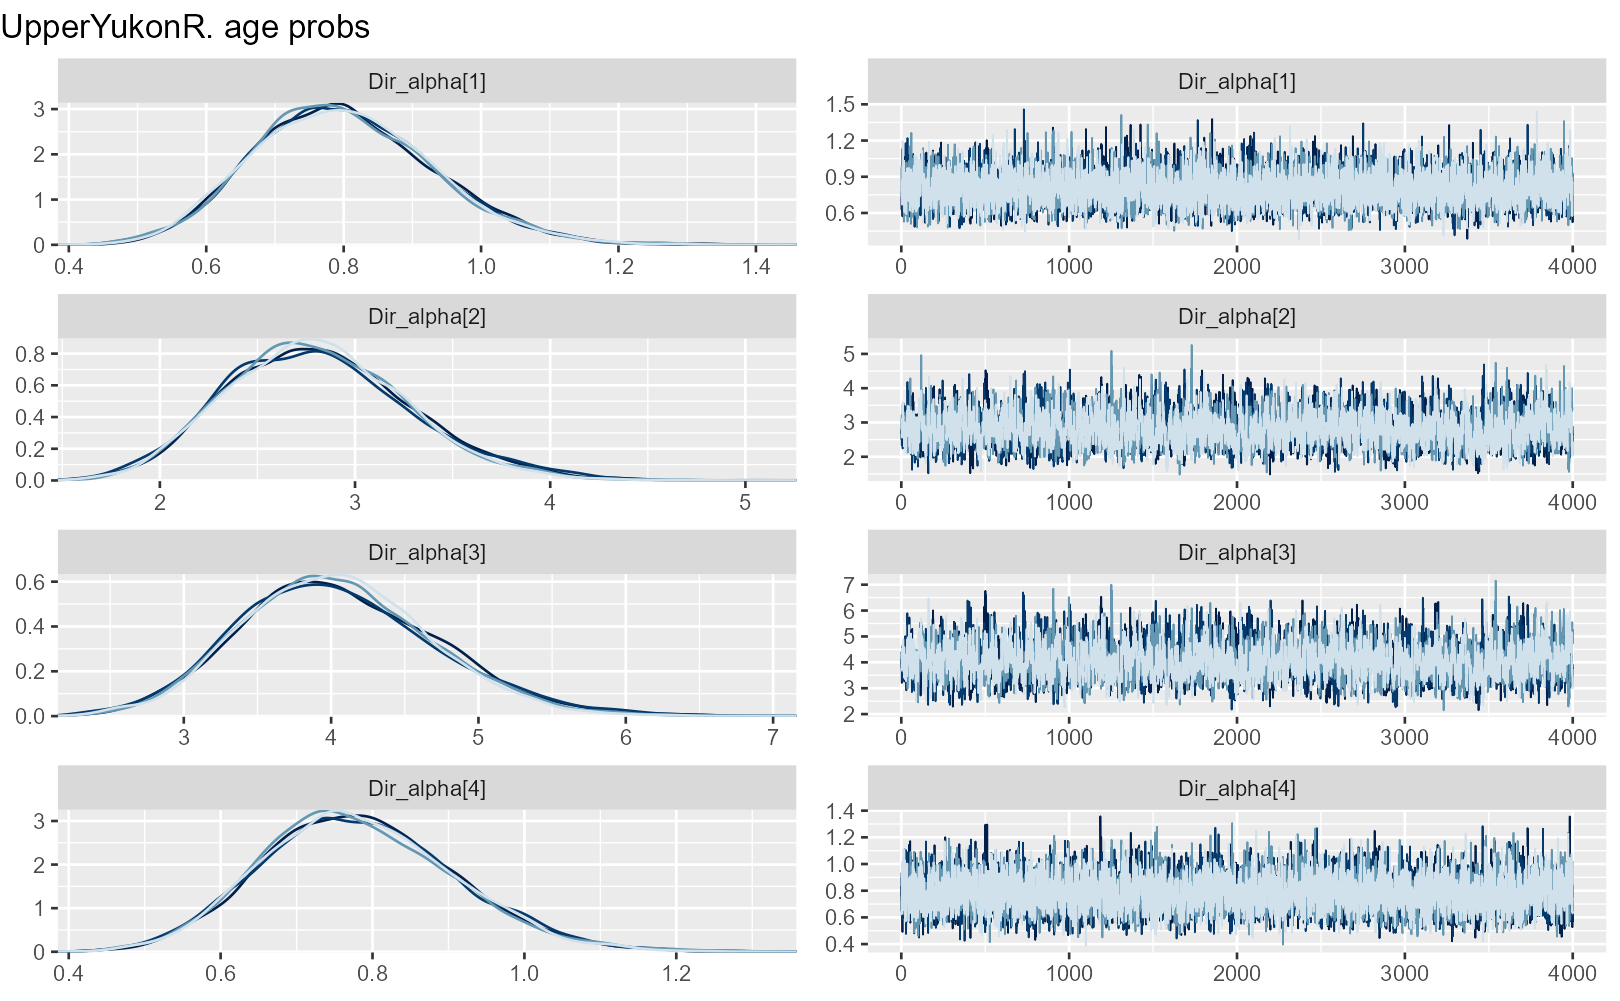 UpperYukonR. age probs
Dir_alpha[1]
3
2
1
0
0.4 0.6 0.8 1.0 1.2 1.4
Dir_alpha[1]
1.5
1.2
0.9
0.6
0 1000 2000 3000 4000
Dir_alpha[2]
0.8
0.6
0.4
0.2
0.0
2 3 4 5
Dir_alpha[2]
5
4
3
2
0 1000 2000 3000 4000
Dir_alpha[3]
0.6
0.4
0.2
0.0
3 4 5 6 7
Dir_alpha[3]
7
6
5
4
3
2
0 1000 2000 3000 4000
Dir_alpha[4]
3
2
1
0
0.4 0.6 0.8 1.0 1.2
Dir_alpha[4]
1.4
1.2
1.0
0.8
0.6
0.4
0 1000 2000 3000 4000